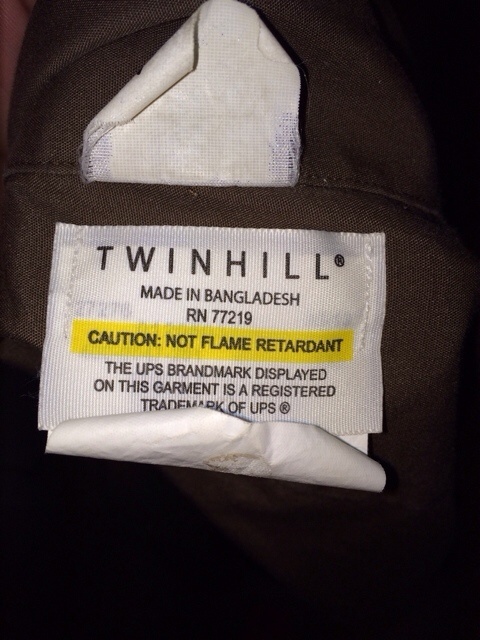 TWINHILL®
MADE IN BANGLADESH
RN 77219
CAUTION: NOT FLAME RETARDANT
THE UPS BRANDMARK DISPLAYED
ON THIS GARMENT IS A REGISTERED
TRADEMARK OF UPS ®